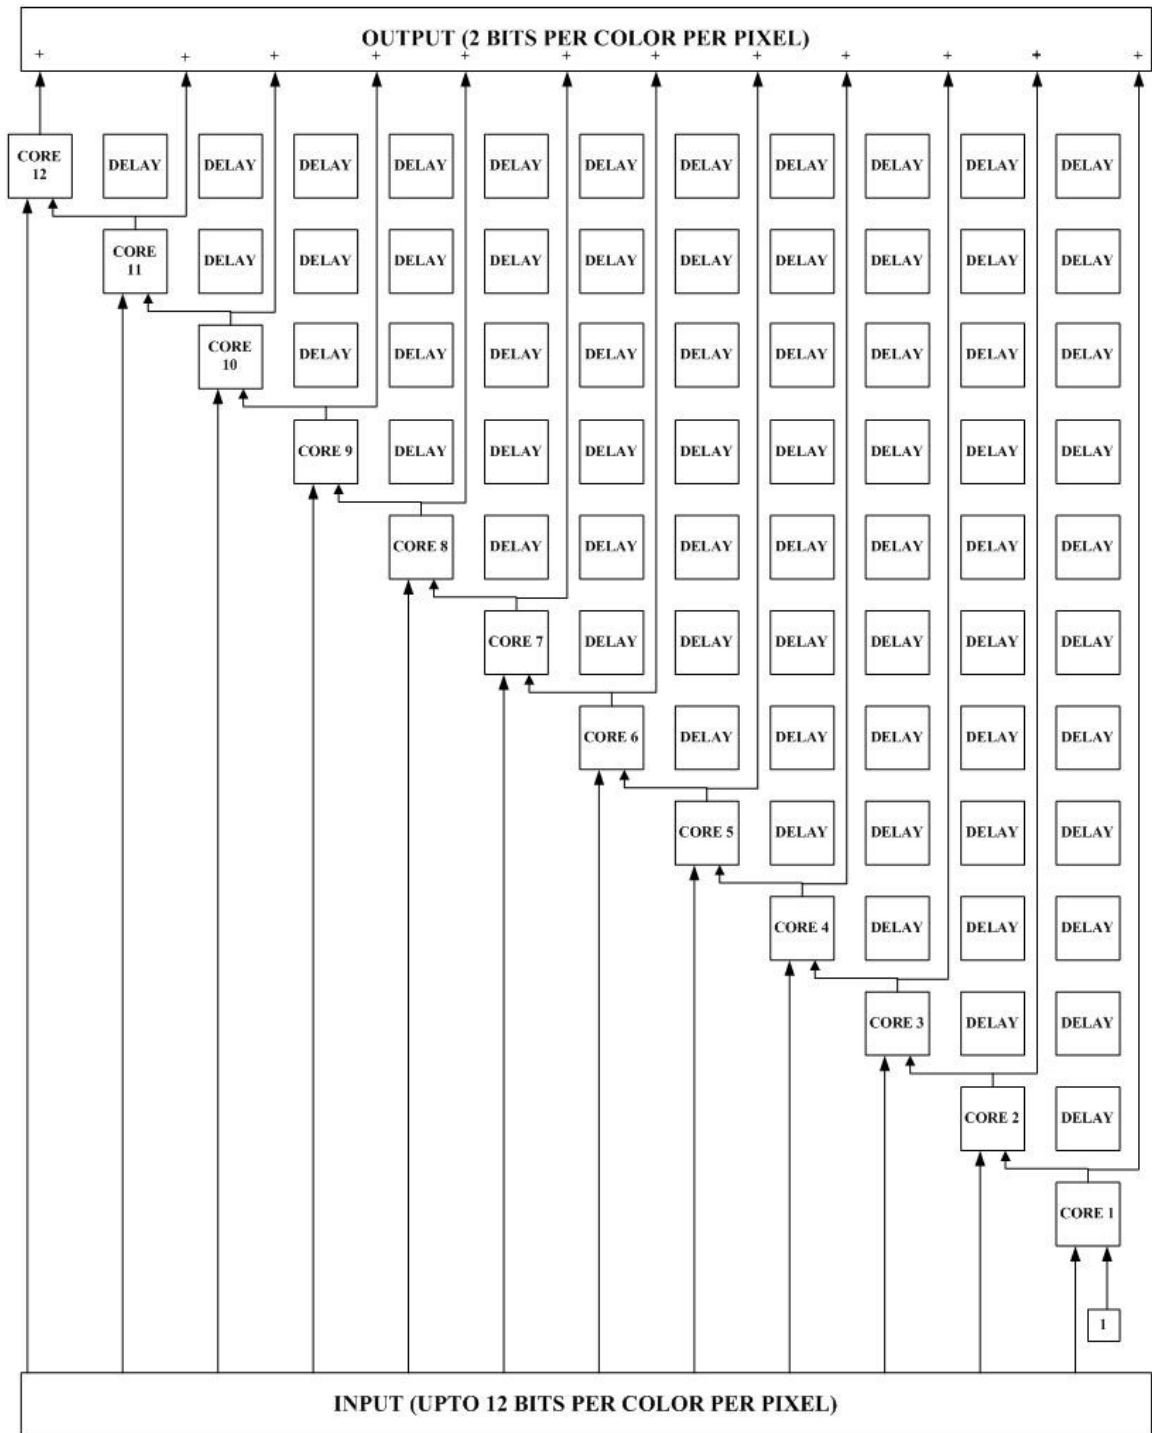 OUTPUT (2 BITS PER COLOR PER PIXEL)
+ + + + + + + + + + + +
CORE 12 DELAY DELAY DELAY DELAY DELAY DELAY DELAY DELAY DELAY DELAY DELAY
CORE 11 DELAY DELAY DELAY DELAY DELAY DELAY DELAY DELAY DELAY DELAY
CORE 10 DELAY DELAY DELAY DELAY DELAY DELAY DELAY DELAY DELAY
CORE 9 DELAY DELAY DELAY DELAY DELAY DELAY DELAY DELAY
CORE 8 DELAY DELAY DELAY DELAY DELAY DELAY DELAY
CORE 7 DELAY DELAY DELAY DELAY DELAY DELAY
CORE 6 DELAY DELAY DELAY DELAY DELAY
CORE 5 DELAY DELAY DELAY DELAY
CORE 4 DELAY DELAY DELAY
CORE 3 DELAY DELAY
CORE 2 DELAY
CORE 1
1
INPUT (UPTO 12 BITS PER COLOR PER PIXEL)